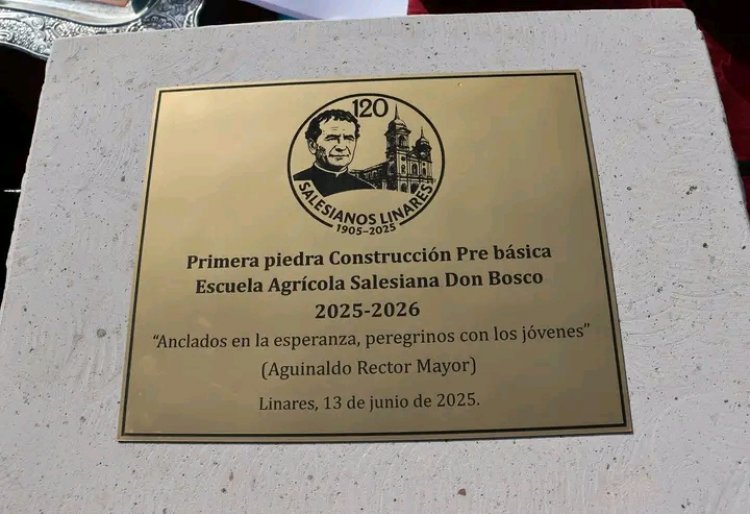 120
SALESIANOS LINARES
1905-2025
Primera piedra Construcción Pre básica
Escuela Agrícola Salesiana Don Bosco
2025-2026
“Anclados en la esperanza, peregrinos con los jóvenes”
(Aguinaldo Rector Mayor)
Linares, 13 de junio de 2025.